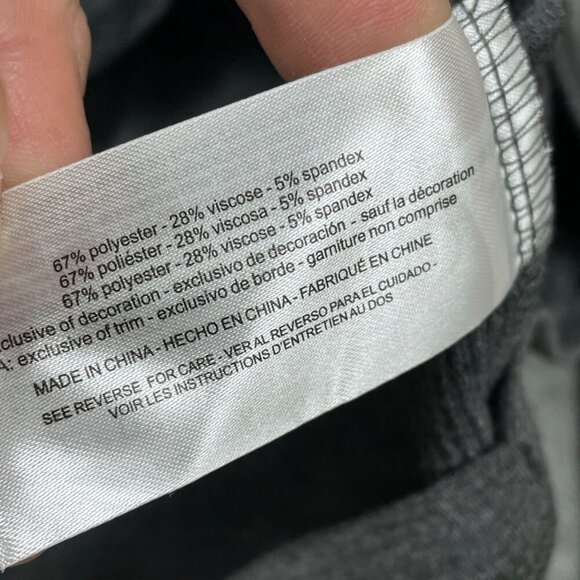 67% polyester - 28% viscose - 5% spandex
67% poliéster - 28% viscosa - 5% spandex
67% polyester - 28% viscose - 5% spandex
clusive of decoration - exclusivo de decoración - sauf la décoration
A; exclusive of trim - exclusivo de borde - garniture non comprise
MADE IN CHINA - HECHO EN CHINA - FABRIQUÉ EN CHINE
SEE REVERSE FOR CARE - VER AL REVERSO PARA EL CUIDADO -
VOIR LES INSTRUCTIONS D'ENTRETIEN AU DOS